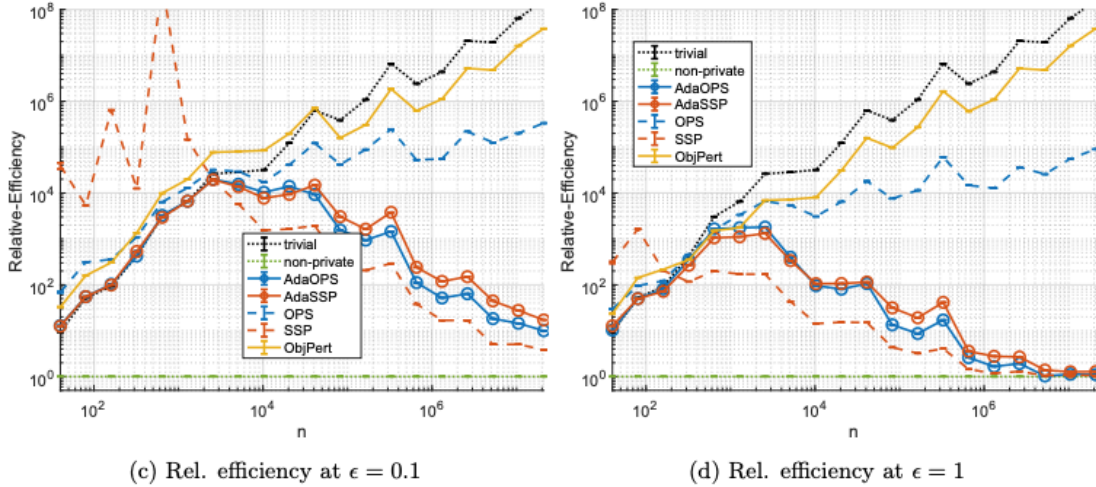 10^8
10^6
10^4
10^2
10^0
Relative-Efficiency
10^2
10^4
10^6
n
trivial
non-private
AdaOPS
AdaSSP
OPS
SSP
ObjPert
(c) Rel. efficiency at ϵ = 0.1
10^8
10^6
10^4
10^2
10^0
Relative-Efficiency
10^2
10^4
10^6
n
trivial
non-private
AdaOPS
AdaSSP
OPS
SSP
ObjPert
(d) Rel. efficiency at ϵ = 1